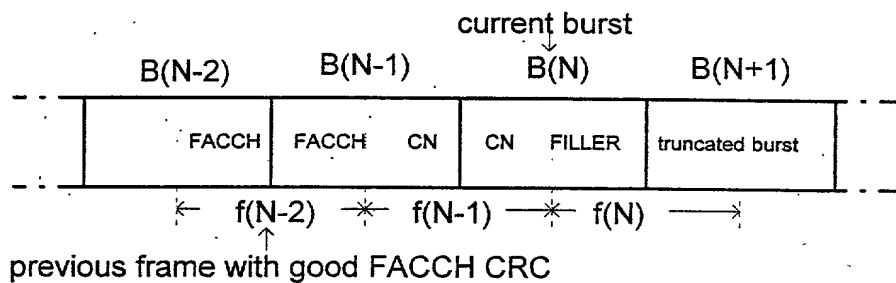 current burst
B(N-2) B(N-1) B(N) B(N+1)
FACCH FACCH CN CN FILLER truncated burst
f(N-2) f(N-1) f(N)
previous frame with good FACCH CRC